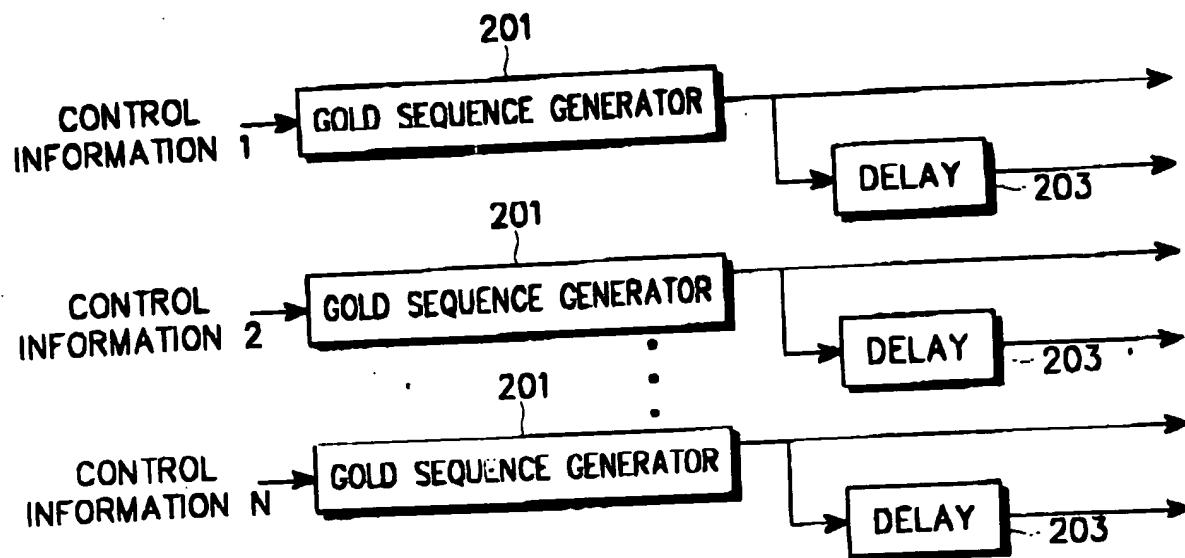 201
CONTROL
INFORMATION 1
GOLD SEQUENCE GENERATOR
DELAY
203
201
CONTROL
INFORMATION 2
GOLD SEQUENCE GENERATOR
DELAY
203
201
CONTROL
INFORMATION N
GOLD SEQUENCE GENERATOR
DELAY
203